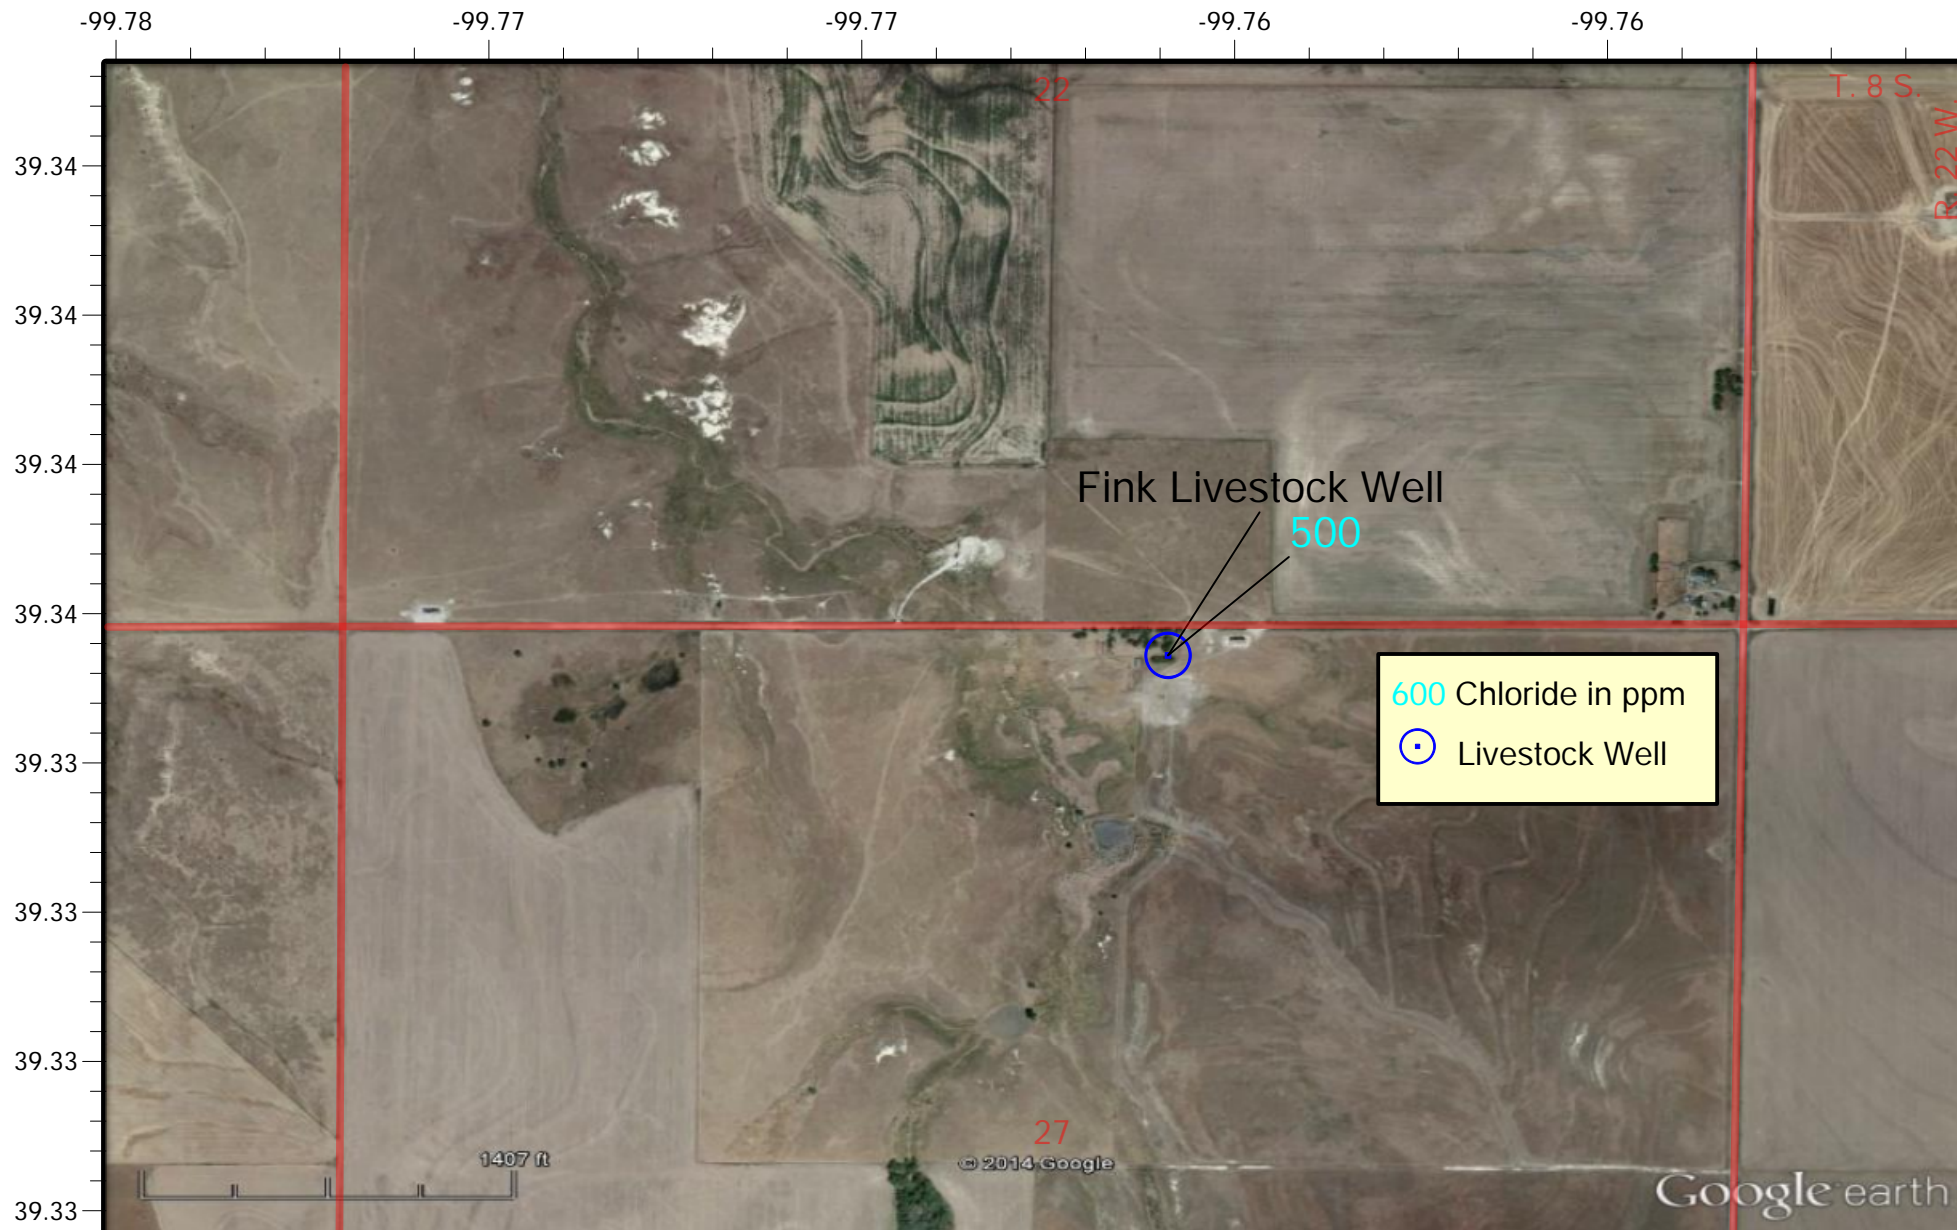 -99.78 -99.77 -99.77 -99.76 -99.76
22
T. 8 S.
R. 22 W.
39.34
39.34
39.34
39.34
39.33
39.33
39.33
39.33
Fink Livestock Well
500
600 Chloride in ppm
Livestock Well
27
1407 ft
© 2014 Google
Google earth